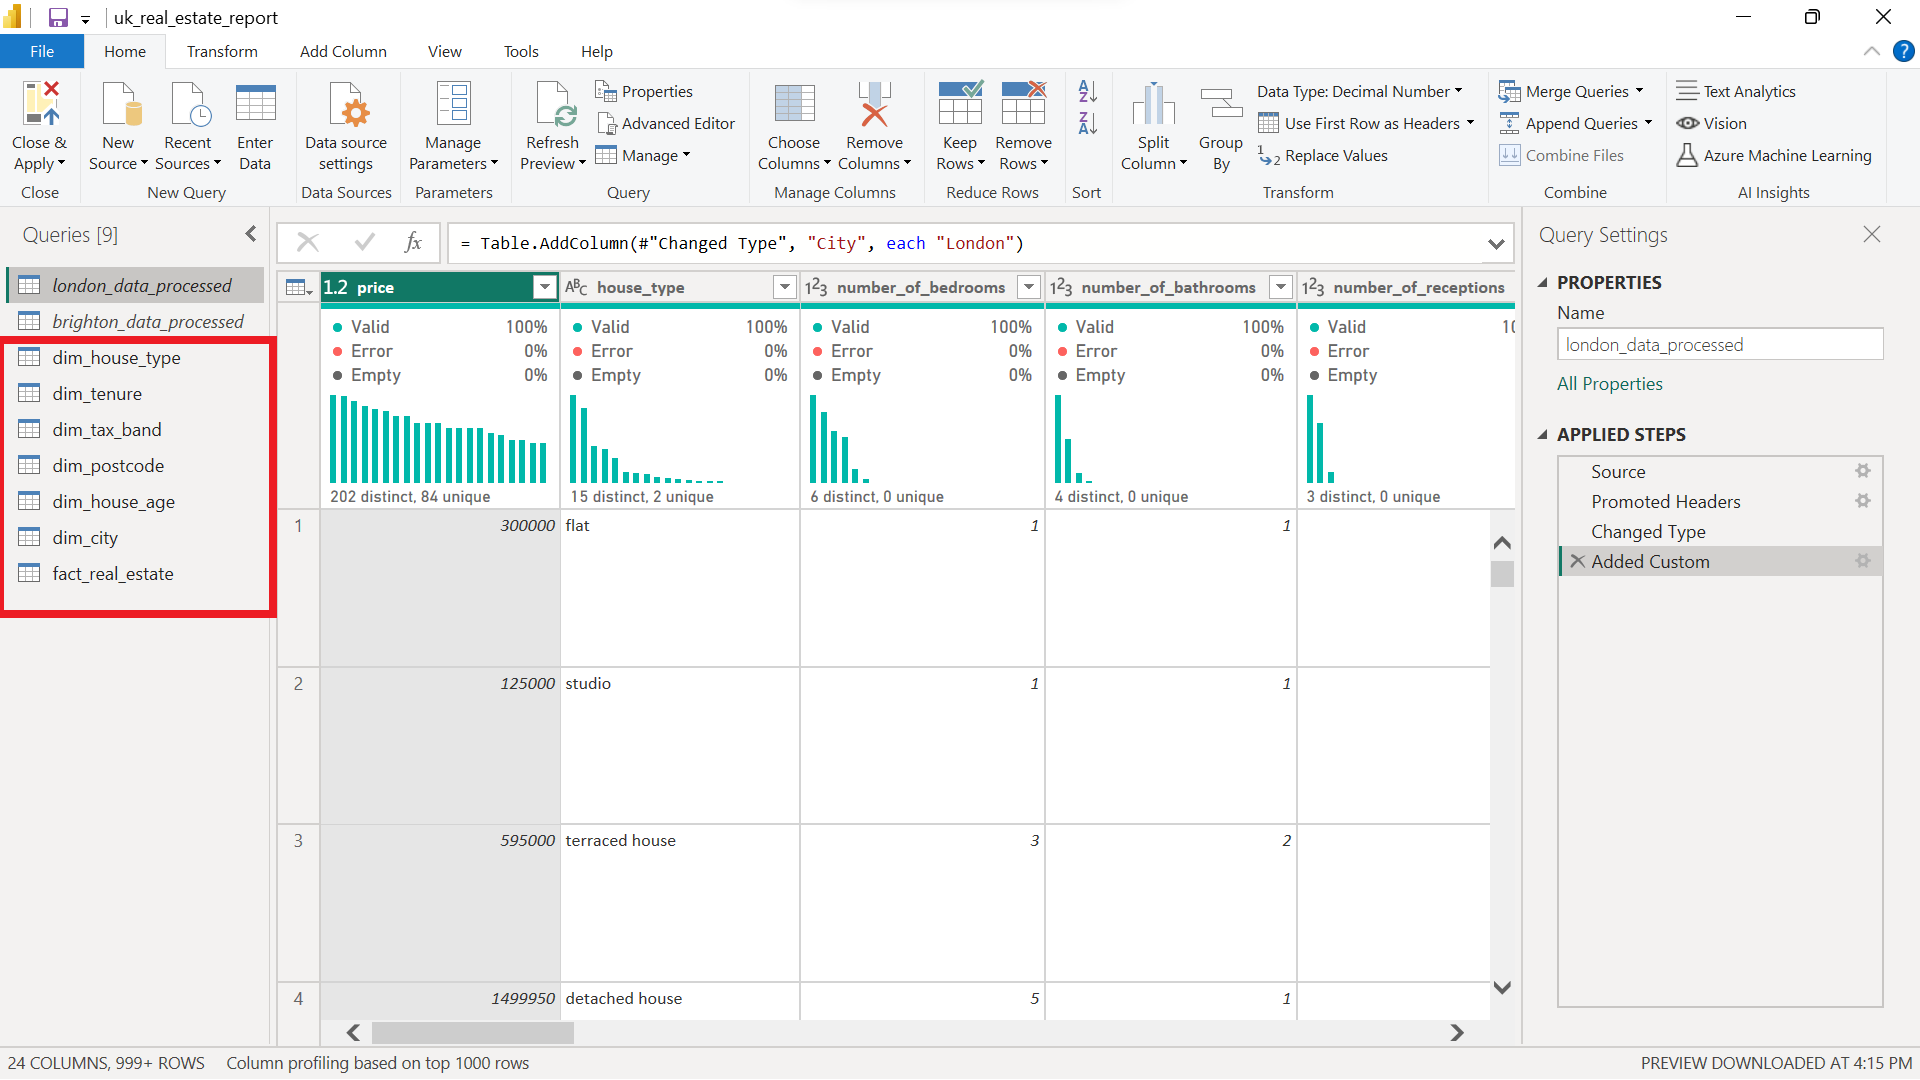 uk_real_estate_report
File Home Transform Add Column View Tools Help
Close & Apply
New Source
Recent Sources
Enter Data
Data source settings
Manage Parameters
Refresh Preview
Properties
Advanced Editor
Manage
Choose Columns
Remove Columns
Keep Rows
Remove Rows
Split Column
Group By
Data Type: Decimal Number
Use First Row as Headers
Replace Values
Merge Queries
Append Queries
Combine Files
Text Analytics
Vision
Azure Machine Learning
Close New Query Data Sources Parameters Query Manage Columns Reduce Rows Sort Transform Combine AI Insights
Queries [9]
london_data_processed
brighton_data_processed
dim_house_type
dim_tenure
dim_tax_band
dim_postcode
dim_house_age
dim_city
fact_real_estate
fx = Table.AddColumn(#"Changed Type", "City", each "London")
1.2 price ABC house_type 123 number_of_bedrooms 123 number_of_bathrooms 123 number_of_receptions
Valid 100% Valid 100% Valid 100% Valid 100% Valid 10
Error 0% Error 0% Error 0% Error 0% Error
Empty 0% Empty 0% Empty 0% Empty 0% Empty
202 distinct, 84 unique 15 distinct, 2 unique 6 distinct, 0 unique 4 distinct, 0 unique 3 distinct, 0 unique
1 300000 flat 1 1
2 125000 studio 1 1
3 595000 terraced house 3 2
4 1499950 detached house 5 1
Query Settings
PROPERTIES
Name
london_data_processed
All Properties
APPLIED STEPS
Source
Promoted Headers
Changed Type
Added Custom
24 COLUMNS, 999+ ROWS Column profiling based on top 1000 rows PREVIEW DOWNLOADED AT 4:15 PM